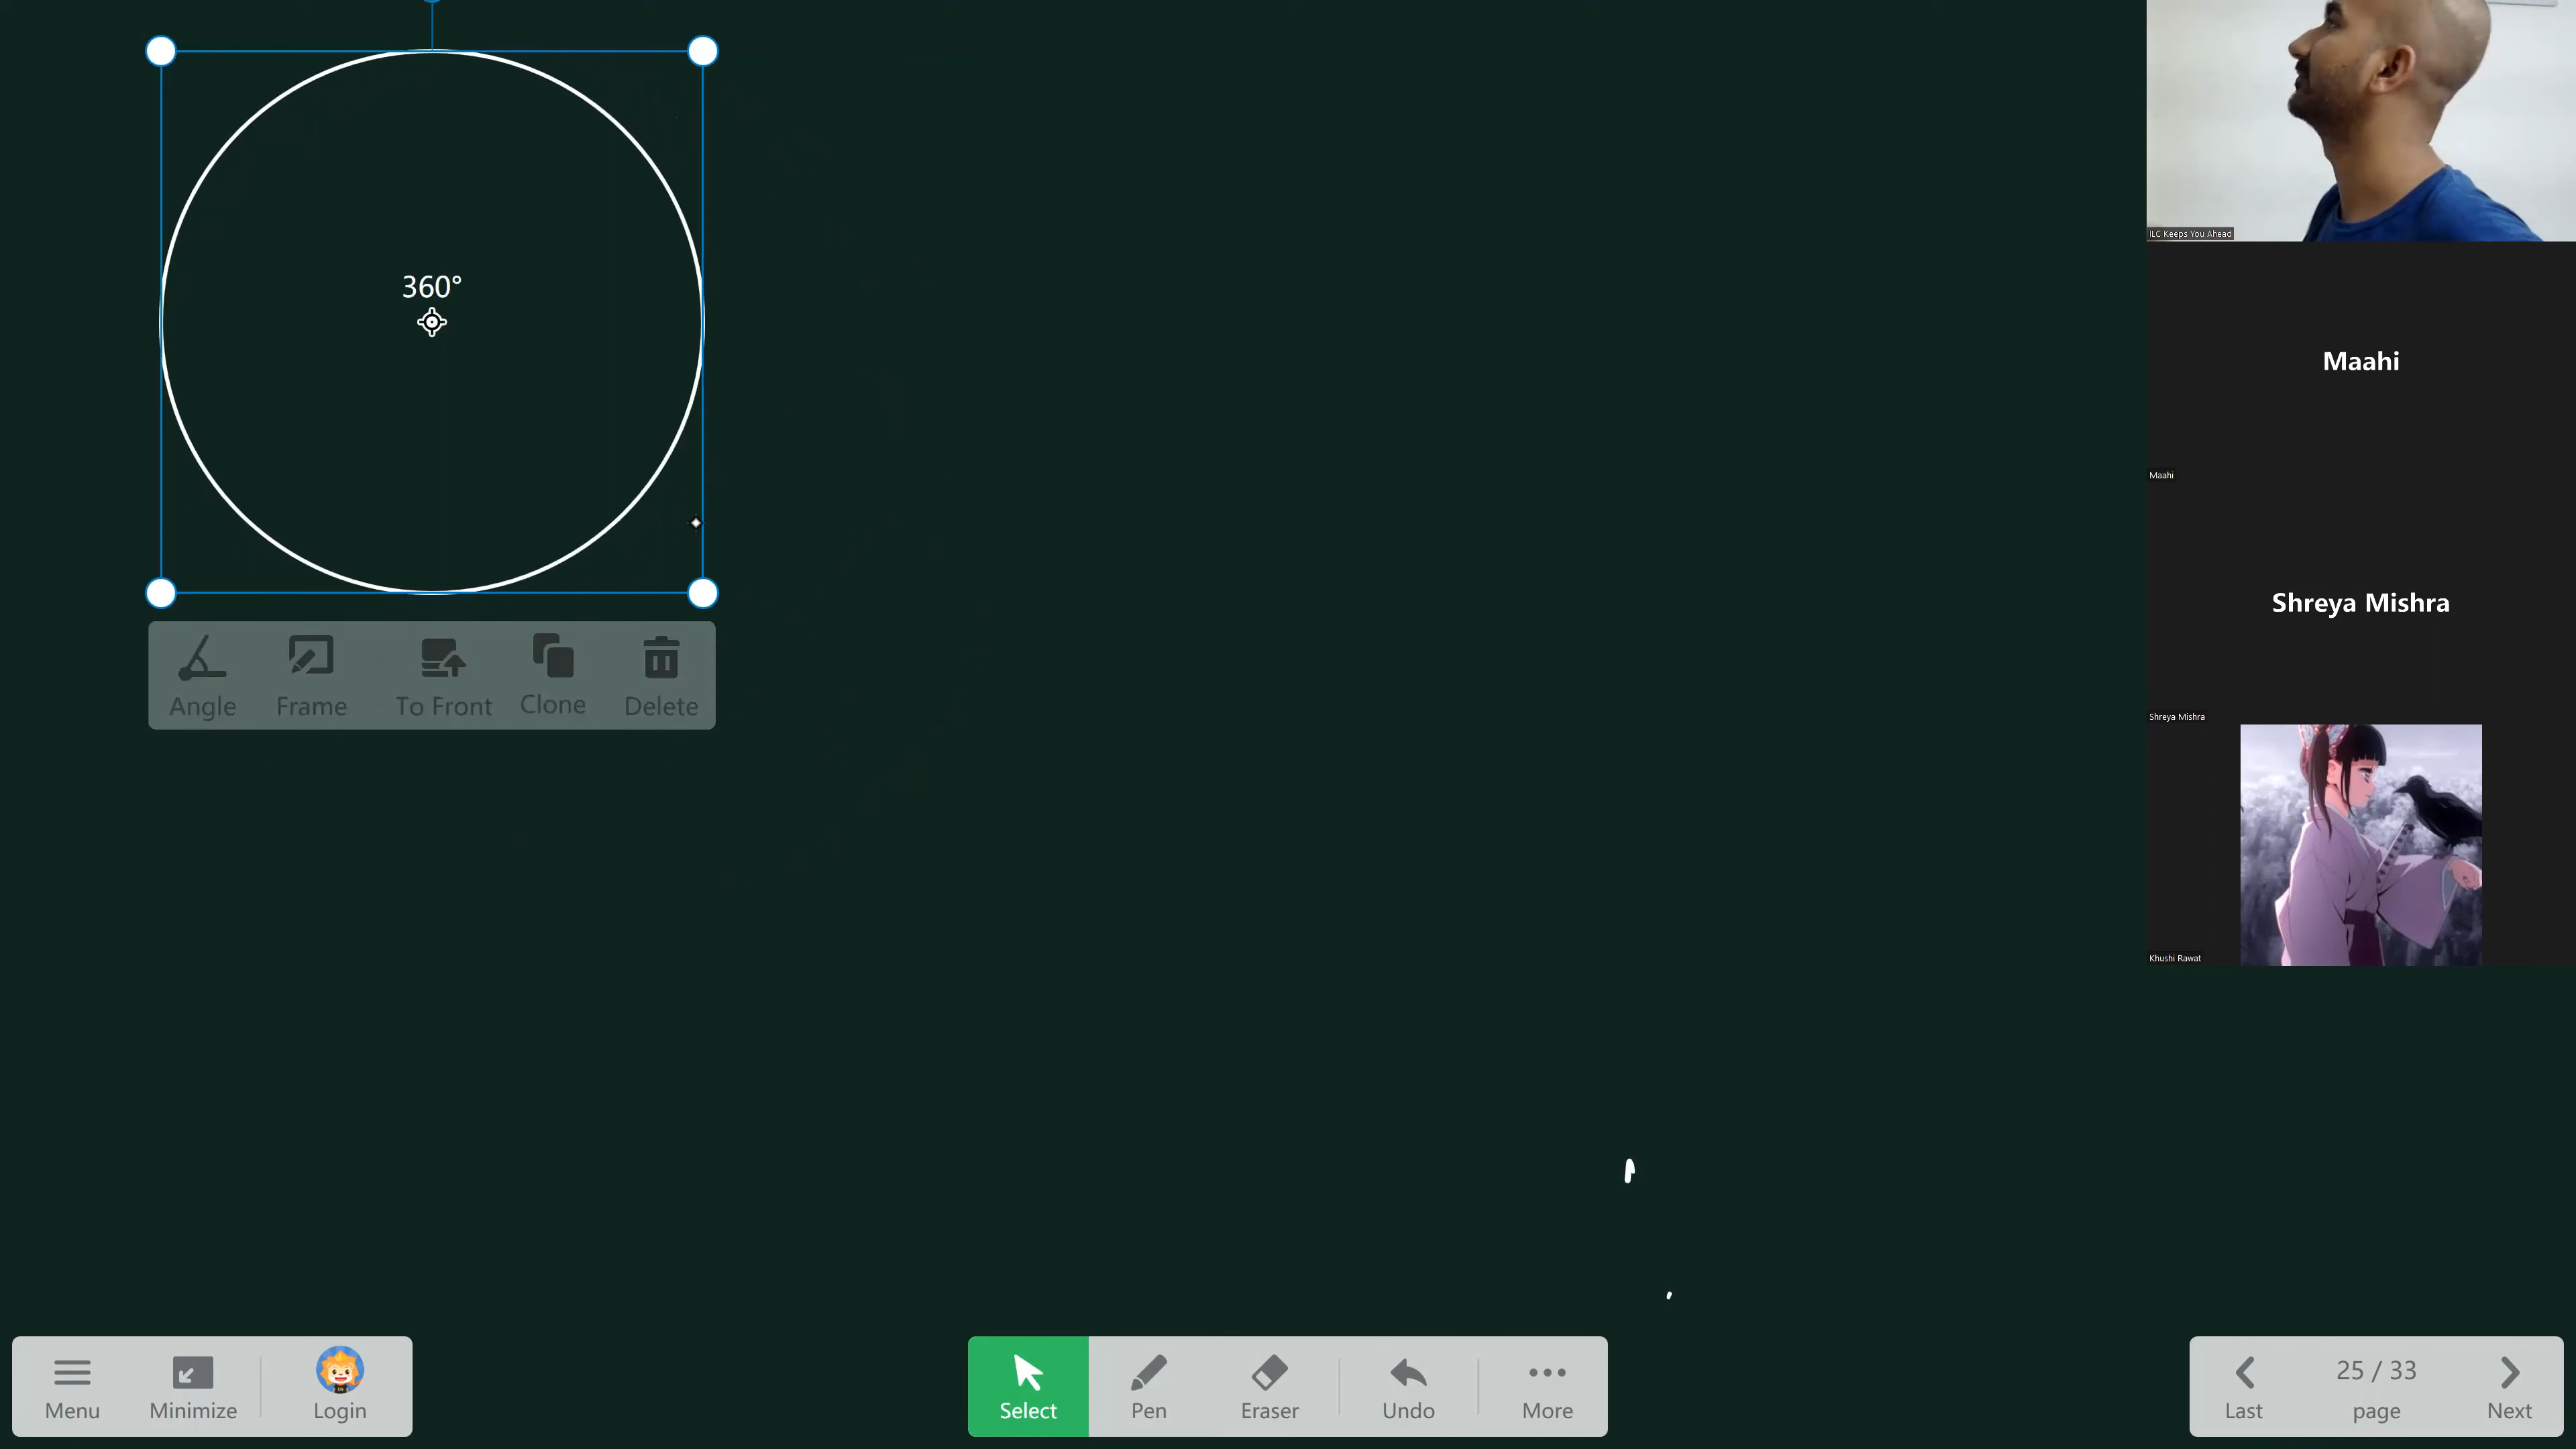 360°
Angle Frame To Front Clone Delete
ILC Keeps You Ahead
Maahi
Maahi
Shreya Mishra
Shreya Mishra
Khushi Rawat
Menu Minimize Login
Select Pen Eraser Undo More
Last 25 / 33 page Next